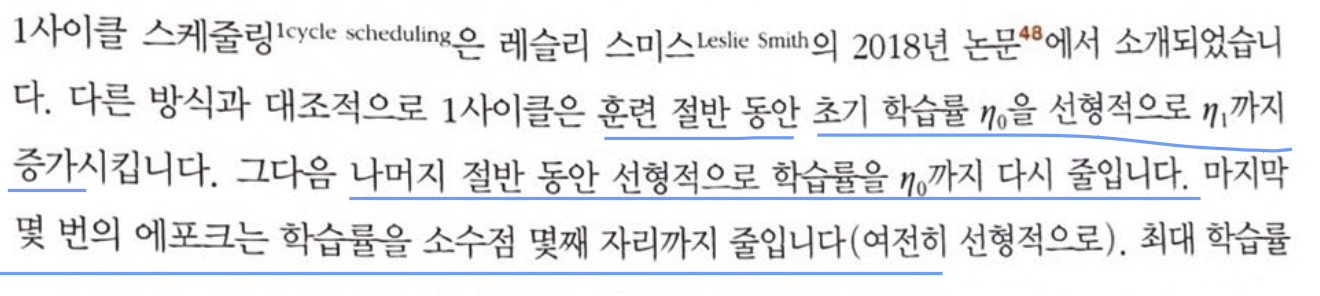 1사이클 스케줄링1cycle scheduling은 레슬리 스미스Leslie Smith의 2018년 논문48에서 소개되었습니
다. 다른 방식과 대조적으로 1사이클은 훈련 절반 동안 초기 학습률 η0을 선형적으로 η1까지
증가시킵니다. 그다음 나머지 절반 동안 선형적으로 학습률을 η0까지 다시 줄입니다. 마지막
몇 번의 에포크는 학습률을 소수점 몇째 자리까지 줄입니다(여전히 선형적으로). 최대 학습률